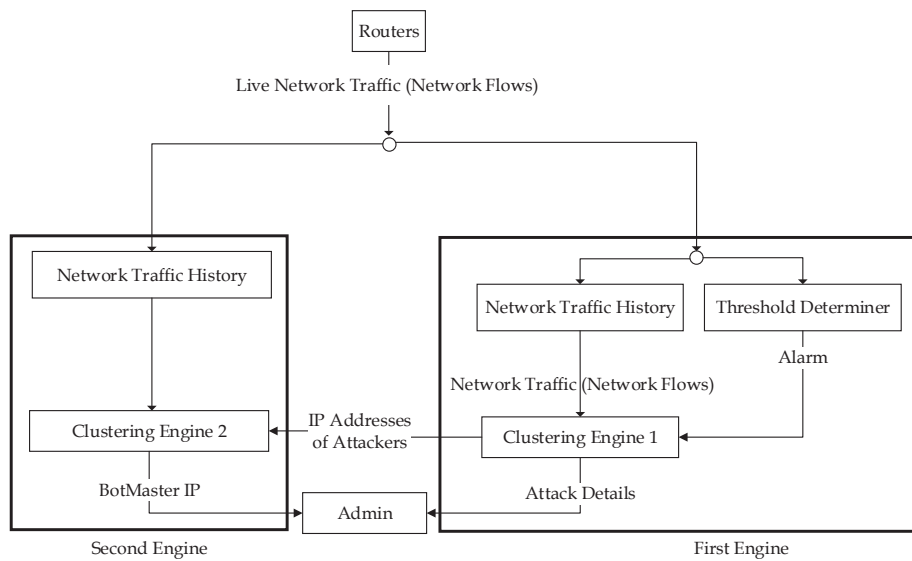 Routers
Live Network Traffic (Network Flows)
Network Traffic History
Network Traffic History
Threshold Determiner
Alarm
Network Traffic (Network Flows)
Clustering Engine 2
IP Addresses
of Attackers
Clustering Engine 1
BotMaster IP
Attack Details
Admin
Second Engine
First Engine